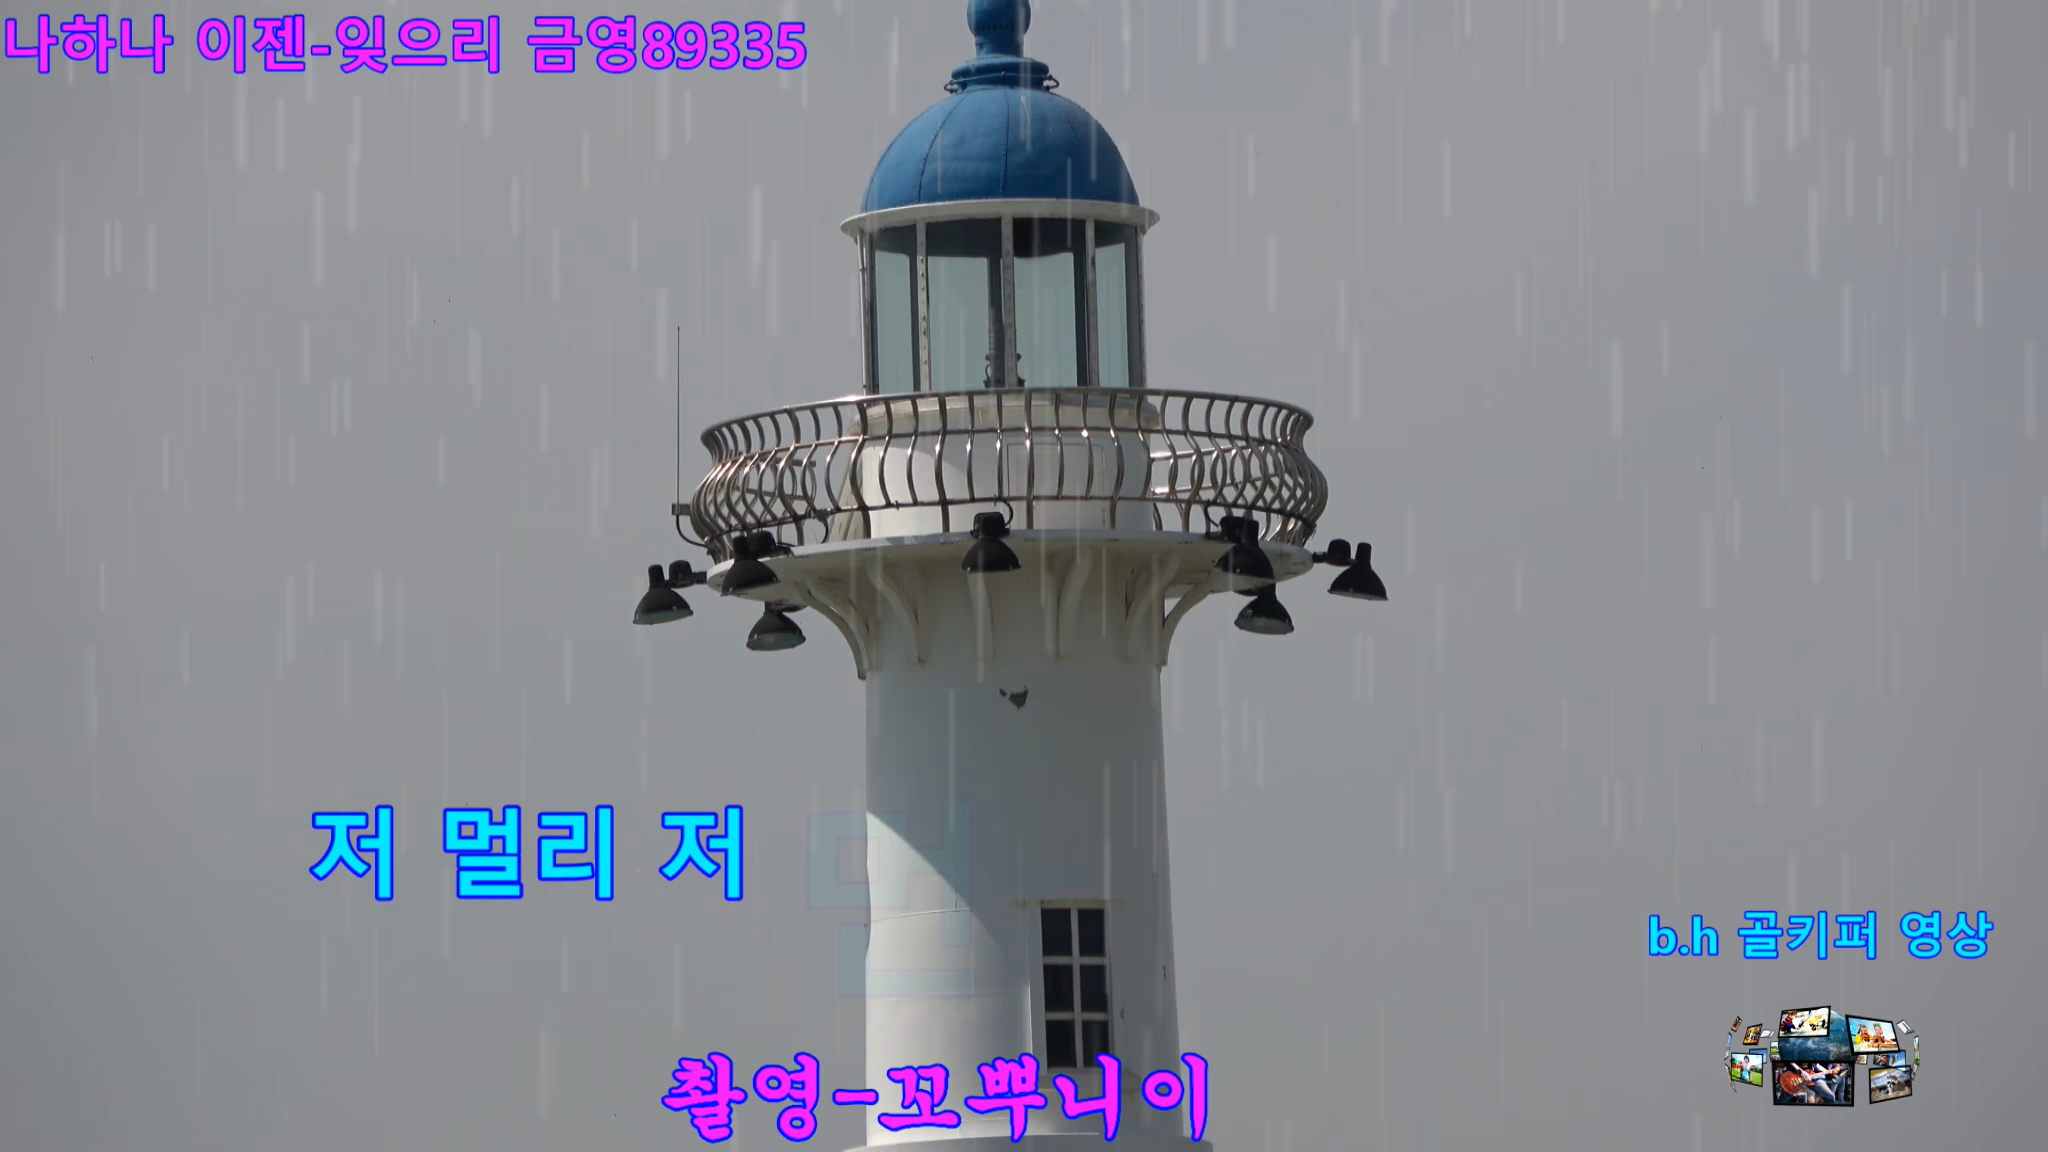 나하나 이젠-잊으리 금영89335
저 멀리 저 먼
b.h 골키퍼 영상
촬영-꼬뿌니이